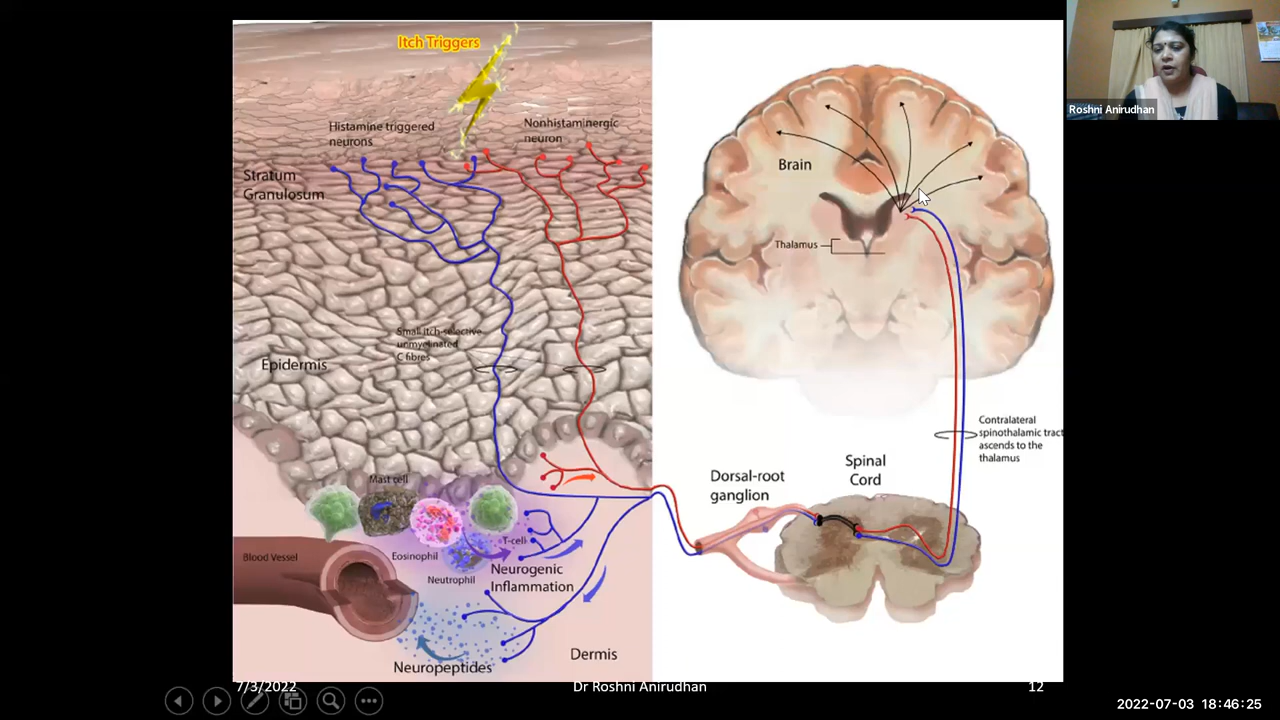 Itch Triggers
Histamine triggered
neurons
Nonhistaminergic
neuron
Stratum
Granulosum
Small itch-selective
unmyelinated
C fibres
Epidermis
Mast cell
T-cell
Eosinophil
Neutrophil
Blood Vessel
Neurogenic
Inflammation
Neuropeptides
Dermis
Brain
Thalamus
Contralateral
spinothalamic tract
ascends to the
thalamus
Spinal
Cord
Dorsal-root
ganglion
Roshni Anirudhan
7/3/2022
Dr Roshni Anirudhan
12
2022-07-03 18:46:25